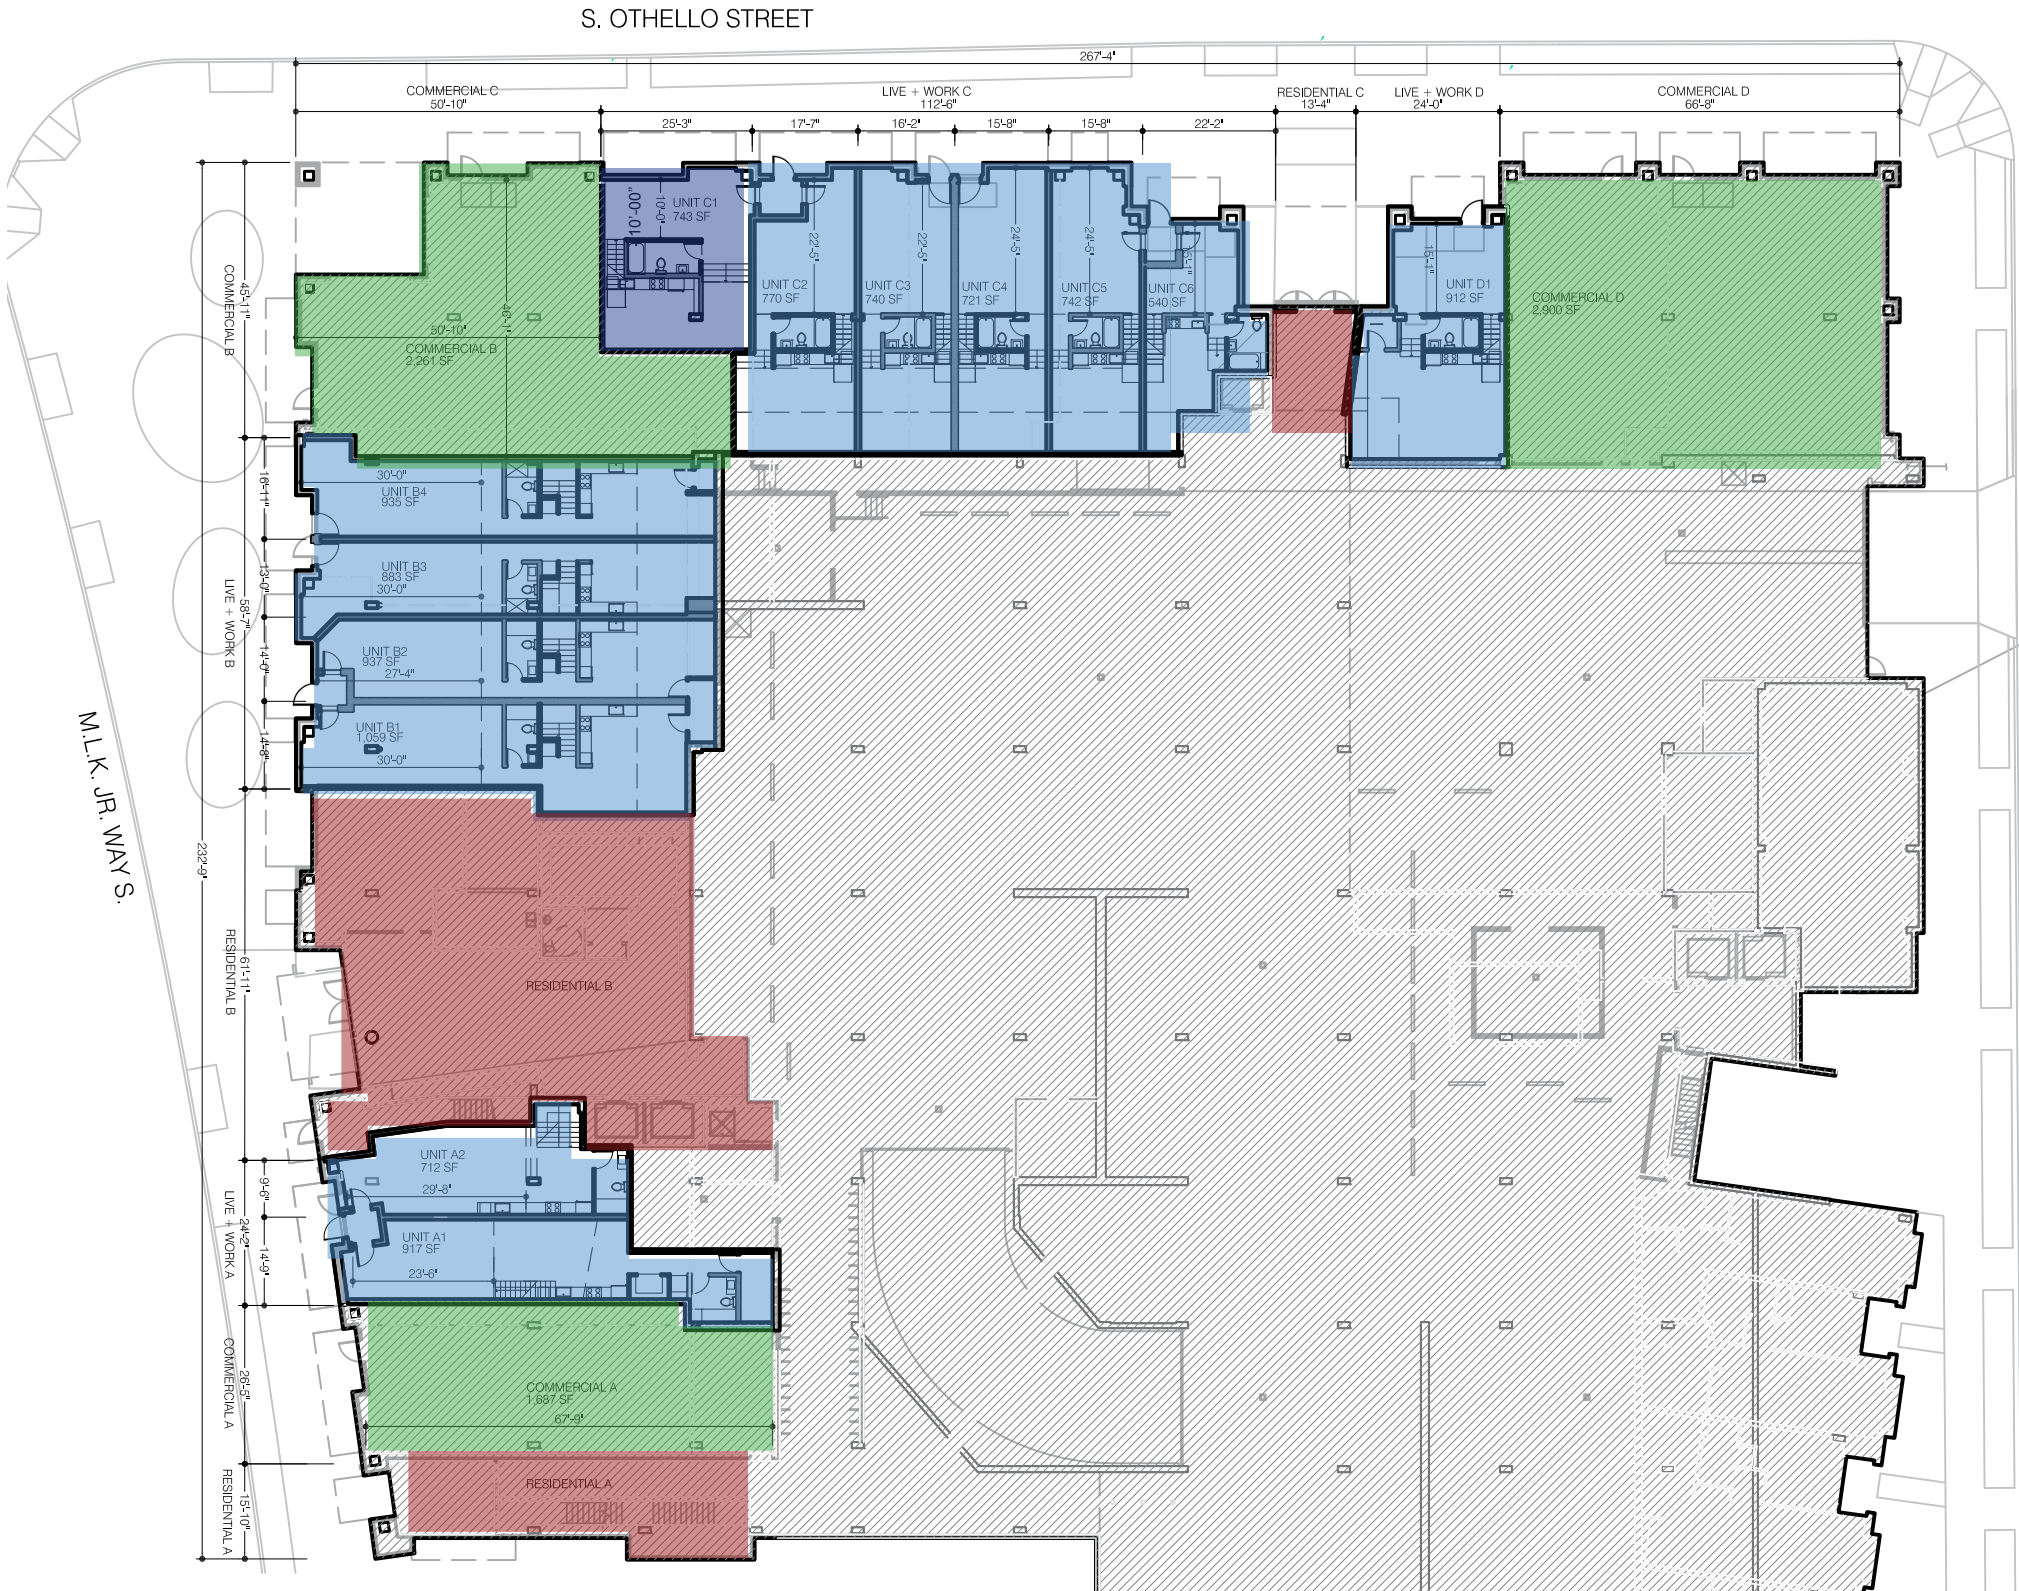 S. OTHELLO STREET
267'-4"
COMMERCIAL C
50'-10"
LIVE + WORK C
112'-6"
RESIDENTIAL C
13'-4"
LIVE + WORK D
24'-0"
COMMERCIAL D
66'-8"
25'-3"
17'-7"
16'-2"
15'-8"
15'-8"
22'-2"
UNIT C1
743 SF
10'-0"
10'-00"
UNIT C2
770 SF
22'-5"
UNIT C3
740 SF
22'-5"
UNIT C4
721 SF
24'-5"
UNIT C5
742 SF
24'-5"
UNIT C6
540 SF
15'-1"
UNIT D1
912 SF
15'-1"
COMMERCIAL D
2,900 SF
COMMERCIAL B
45'-11"
46'-1"
50'-10"
COMMERCIAL B
2,261 SF
LIVE + WORK B
58'-7"
16'-11"
13'-0"
14'-0"
14'-8"
30'-0"
UNIT B4
935 SF
UNIT B3
883 SF
30'-0"
UNIT B2
937 SF
27'-4"
UNIT B1
1,059 SF
30'-0"
M.L.K. JR. WAY S.
232'-9"
RESIDENTIAL B
61'-11"
RESIDENTIAL B
LIVE + WORK A
24'-2"
9'-6"
14'-9"
UNIT A2
712 SF
29'-8"
UNIT A1
917 SF
23'-6"
COMMERCIAL A
26'-5"
COMMERCIAL A
1,687 SF
67'-9"
RESIDENTIAL A
15'-10"
RESIDENTIAL A